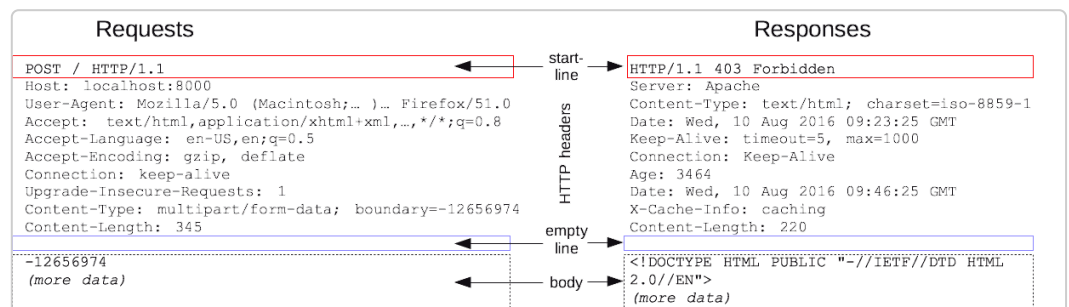 Requests
POST / HTTP/1.1
Host: localhost:8000
User-Agent: Mozilla/5.0 (Macintosh;… )… Firefox/51.0
Accept: text/html,application/xhtml+xml,…,*/*;q=0.8
Accept-Language: en-US,en;q=0.5
Accept-Encoding: gzip, deflate
Connection: keep-alive
Upgrade-Insecure-Requests: 1
Content-Type: multipart/form-data; boundary=-12656974
Content-Length: 345
-12656974
(more data)
start-
line
HTTP headers
empty
line
body
Responses
HTTP/1.1 403 Forbidden
Server: Apache
Content-Type: text/html; charset=iso-8859-1
Date: Wed, 10 Aug 2016 09:23:25 GMT
Keep-Alive: timeout=5, max=1000
Connection: Keep-Alive
Age: 3464
Date: Wed, 10 Aug 2016 09:46:25 GMT
X-Cache-Info: caching
Content-Length: 220
<!DOCTYPE HTML PUBLIC "-//IETF//DTD HTML
2.0//EN">
(more data)